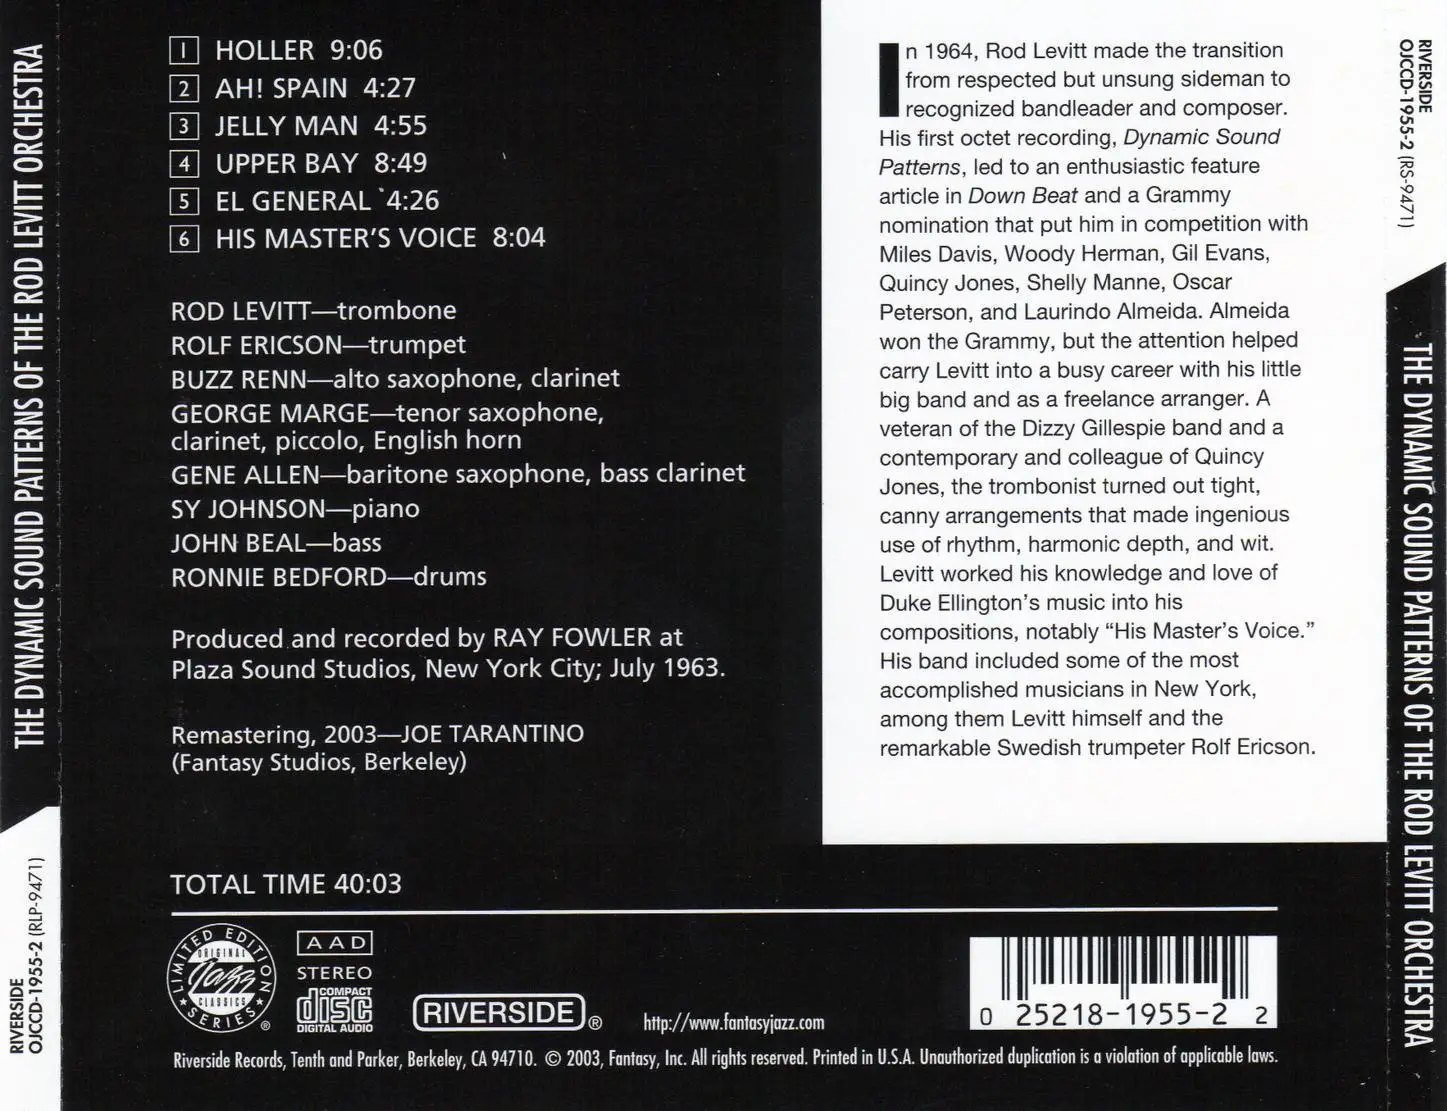 THE DYNAMIC SOUND PATTERNS OF THE ROD LEVITT ORCHESTRA
RIVERSIDE
OJCCD-1955-2 (RLP-9471)
1 HOLLER 9:06
2 AH! SPAIN 4:27
3 JELLY MAN 4:55
4 UPPER BAY 8:49
5 EL GENERAL 4:26
6 HIS MASTER'S VOICE 8:04
ROD LEVITT—trombone
ROLF ERICSON—trumpet
BUZZ RENN—alto saxophone, clarinet
GEORGE MARGE—tenor saxophone,
clarinet, piccolo, English horn
GENE ALLEN—baritone saxophone, bass clarinet
SY JOHNSON—piano
JOHN BEAL—bass
RONNIE BEDFORD—drums
Produced and recorded by RAY FOWLER at
Plaza Sound Studios, New York City; July 1963.
Remastering, 2003—JOE TARANTINO
(Fantasy Studios, Berkeley)
TOTAL TIME 40:03
In 1964, Rod Levitt made the transition
from respected but unsung sideman to
recognized bandleader and composer.
His first octet recording, Dynamic Sound
Patterns, led to an enthusiastic feature
article in Down Beat and a Grammy
nomination that put him in competition with
Miles Davis, Woody Herman, Gil Evans,
Quincy Jones, Shelly Manne, Oscar
Peterson, and Laurindo Almeida. Almeida
won the Grammy, but the attention helped
carry Levitt into a busy career with his little
big band and as a freelance arranger. A
veteran of the Dizzy Gillespie band and a
contemporary and colleague of Quincy
Jones, the trombonist turned out tight,
canny arrangements that made ingenious
use of rhythm, harmonic depth, and wit.
Levitt worked his knowledge and love of
Duke Ellington's music into his
compositions, notably “His Master's Voice.”
His band included some of the most
accomplished musicians in New York,
among them Levitt himself and the
remarkable Swedish trumpeter Rolf Ericson.
LIMITED EDITION
ORIGINAL
Jazz
CLASSICS
SERIES
®
AAD
STEREO
COMPACT
disc
DIGITAL AUDIO
RIVERSIDE ®
http://www.fantasyjazz.com
0 25218-1955-2 2
Riverside Records, Tenth and Parker, Berkeley, CA 94710. © 2003, Fantasy, Inc. All rights reserved. Printed in U.S.A. Unauthorized duplication is a violation of applicable laws.
RIVERSIDE
OJCCD-1955-2 (RS-9471)
THE DYNAMIC SOUND PATTERNS OF THE ROD LEVITT ORCHESTRA